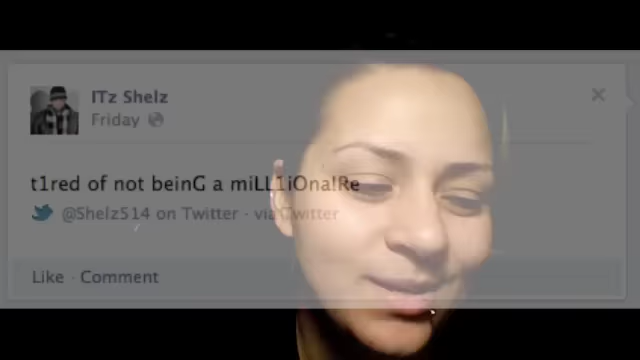 ITz Shelz
Friday
t1red of not beinG a miLL1iOna!Re
@Shelz514 on Twitter · via Twitter
Like · Comment